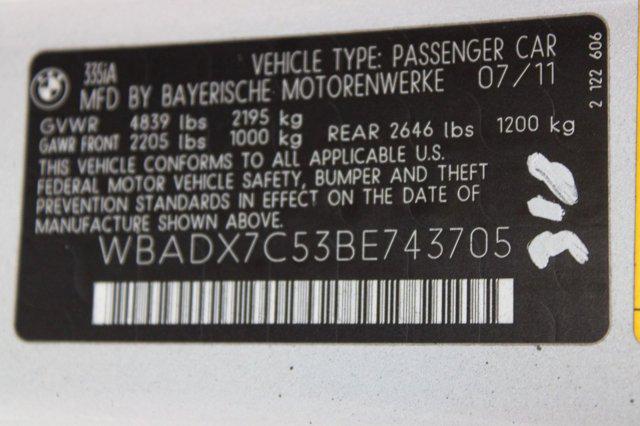 BMW
335iA VEHICLE TYPE: PASSENGER CAR
MFD BY BAYERISCHE MOTORENWERKE 07/11
GVWR 4839 lbs 2195 kg
GAWR FRONT 2205 lbs 1000 kg REAR 2646 lbs 1200 kg
THIS VEHICLE CONFORMS TO ALL APPLICABLE U.S.
FEDERAL MOTOR VEHICLE SAFETY, BUMPER AND THEFT
PREVENTION STANDARDS IN EFFECT ON THE DATE OF
MANUFACTURE SHOWN ABOVE.
WBADX7C53BE743705
2 122 606